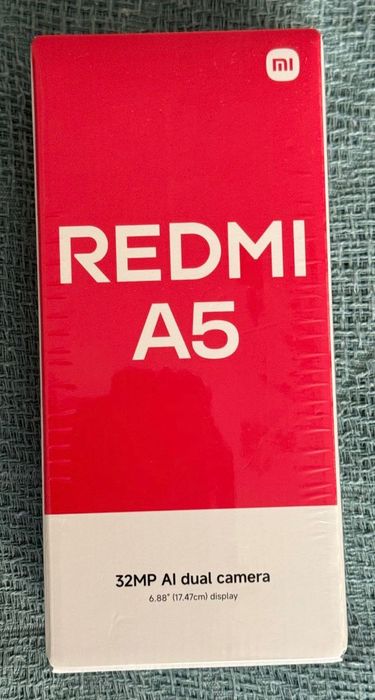 mi
REDMI
A5
32MP AI dual camera
6.88" (17.47cm) display